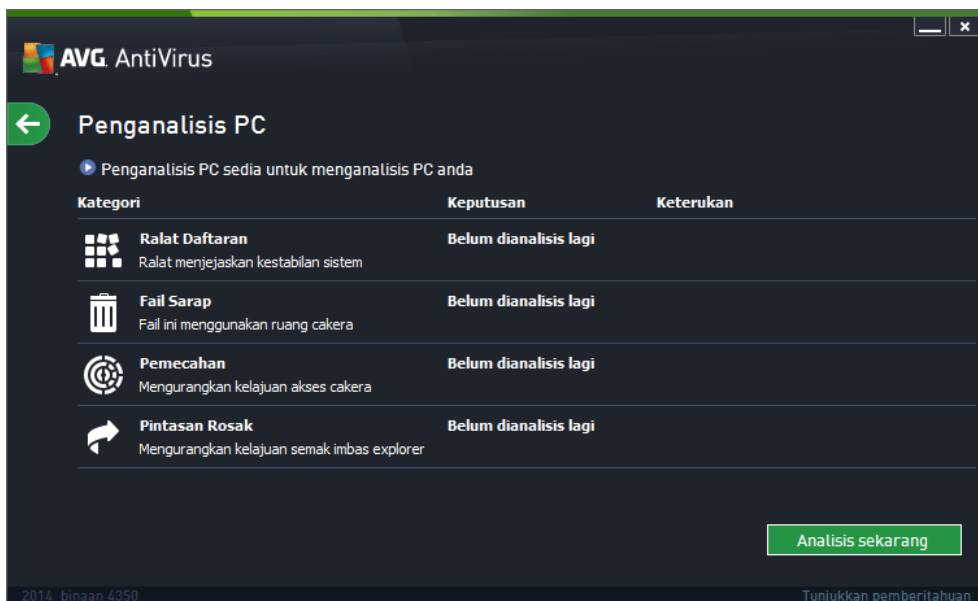 AVG AntiVirus
Penganalisis PC
Penganalisis PC sedia untuk menganalisis PC anda
Kategori Keputusan Keterukan
Ralat Daftaran Belum dianalisis lagi
Ralat menjejaskan kestabilan sistem
Fail Sarap Belum dianalisis lagi
Fail ini menggunakan ruang cakera
Pemecahan Belum dianalisis lagi
Mengurangkan kelajuan akses cakera
Pintasan Rosak Belum dianalisis lagi
Mengurangkan kelajuan semak imbas explorer
Analisis sekarang
2014 binaan 4350 Tunjukkan pemberitahuan